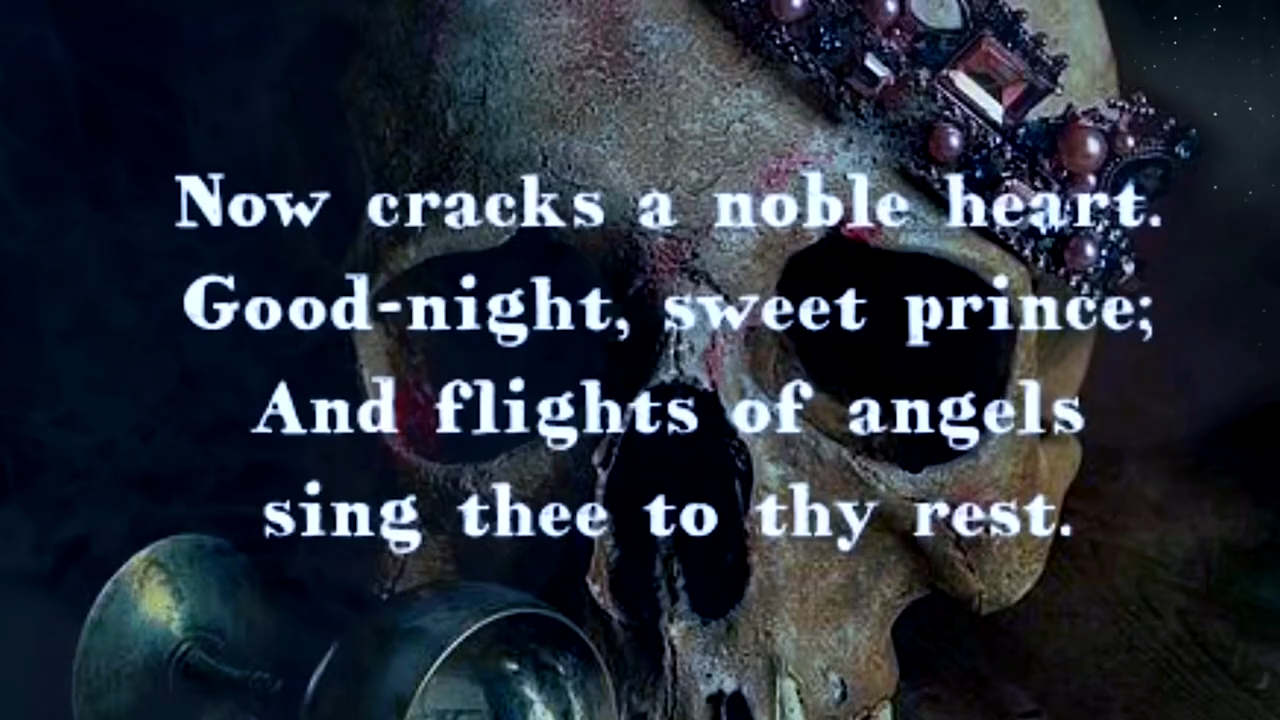 Now cracks a noble heart.
Good-night, sweet prince;
And flights of angels
sing thee to thy rest.